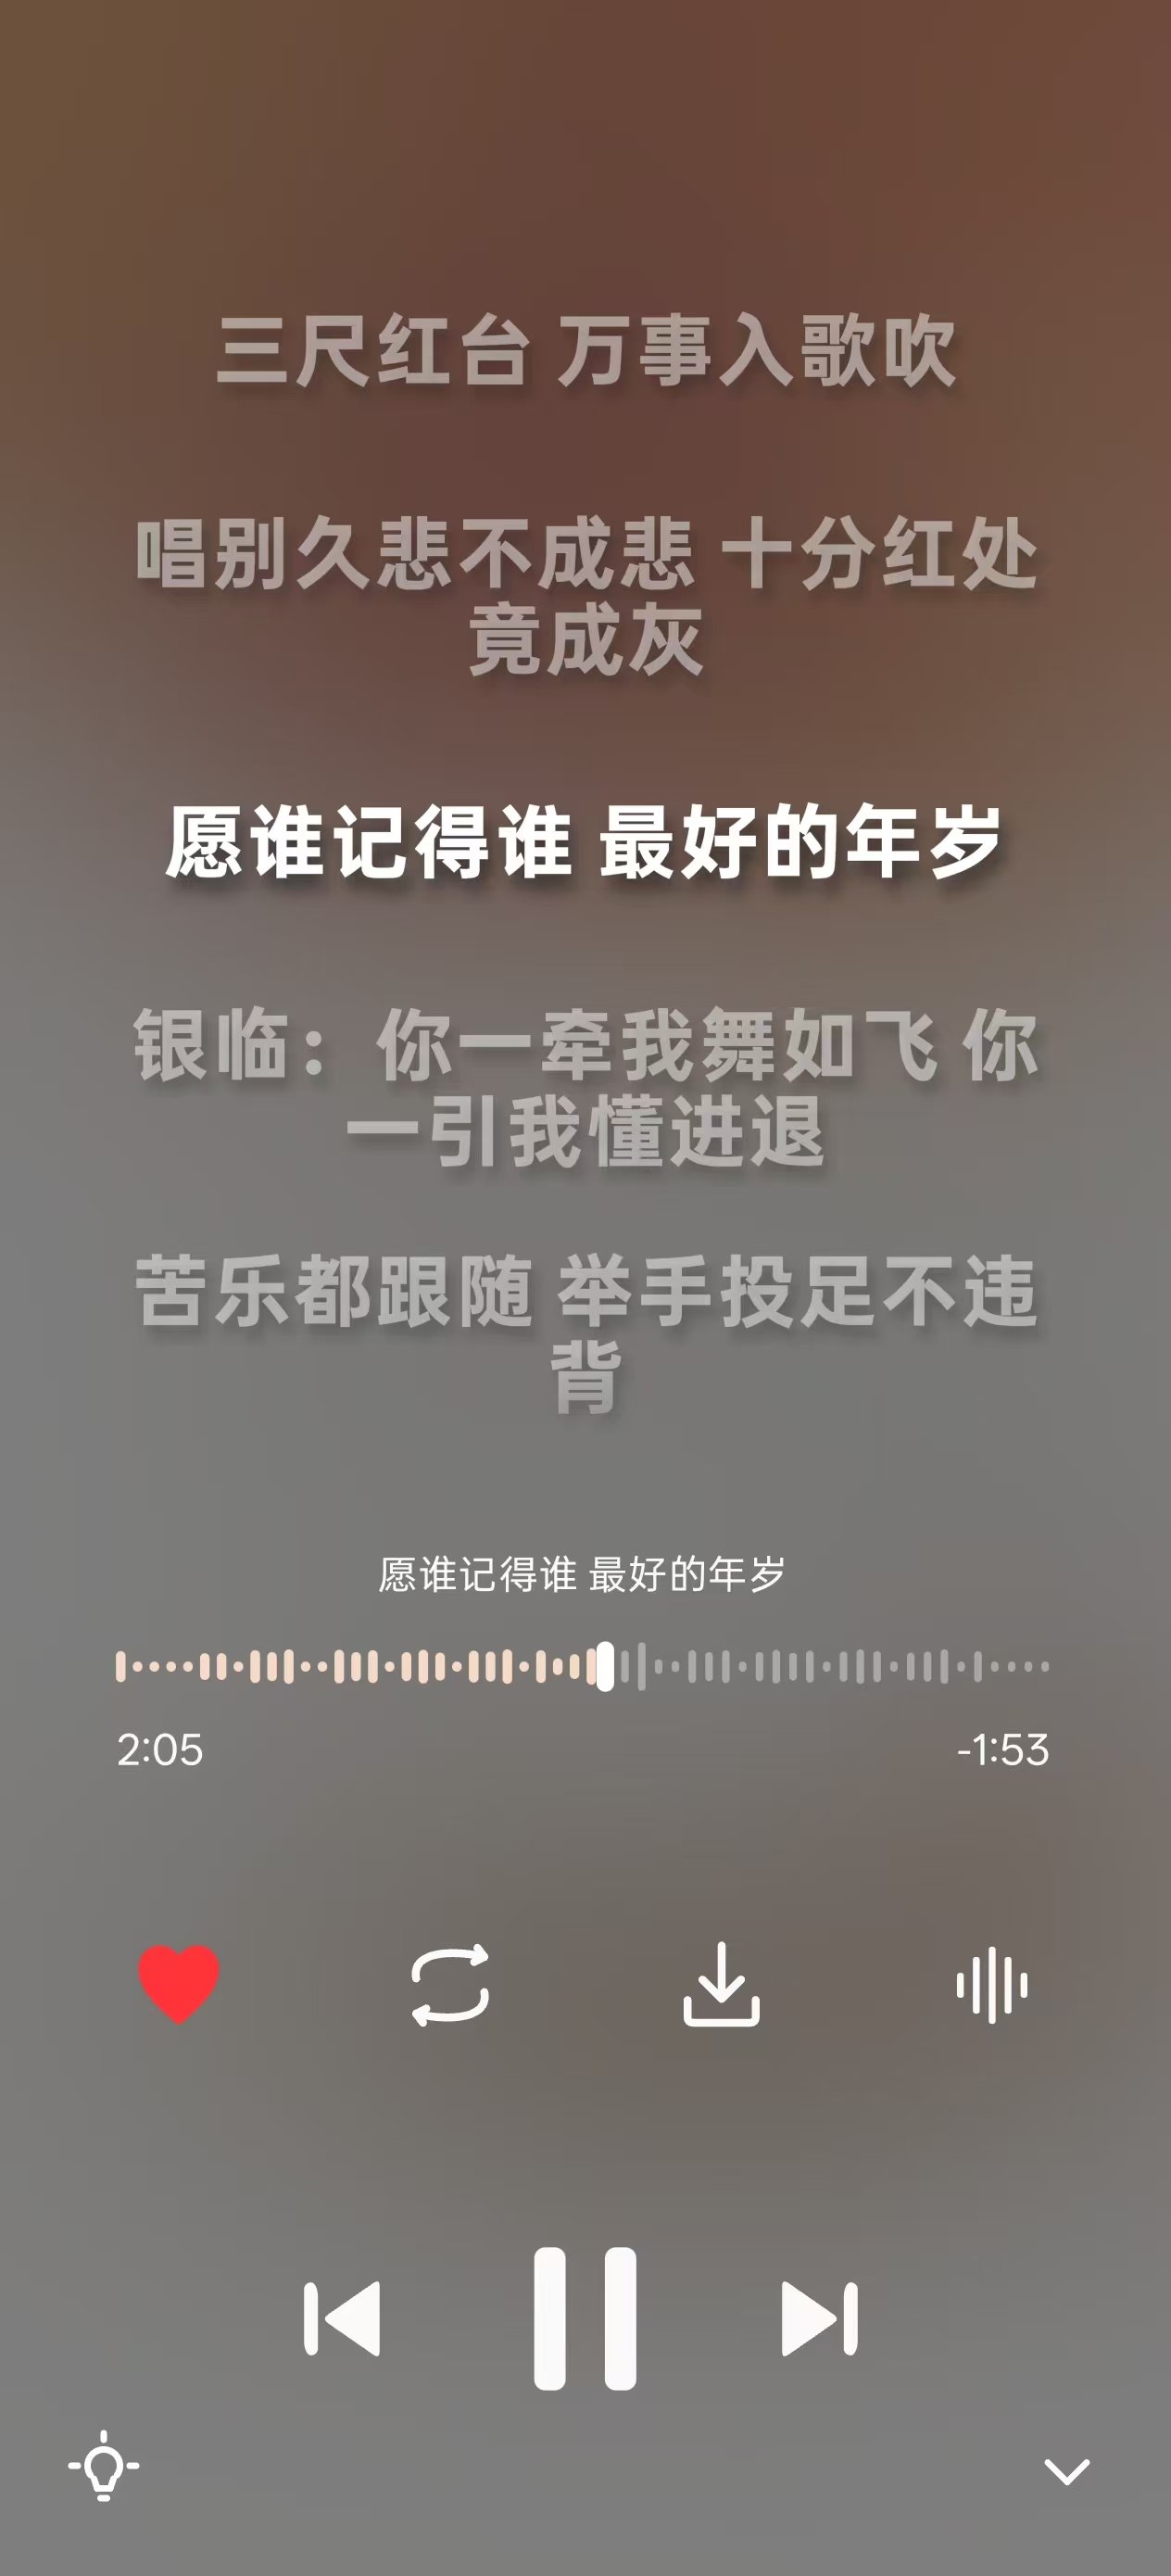 三尺红台 万事入歌吹
唱别久悲不成悲 十分红处
竟成灰
愿谁记得谁 最好的年岁
银临：你一牵我舞如飞 你
一引我懂进退
苦乐都跟随 举手投足不违
背
愿谁记得谁 最好的年岁
2:05
-1:53